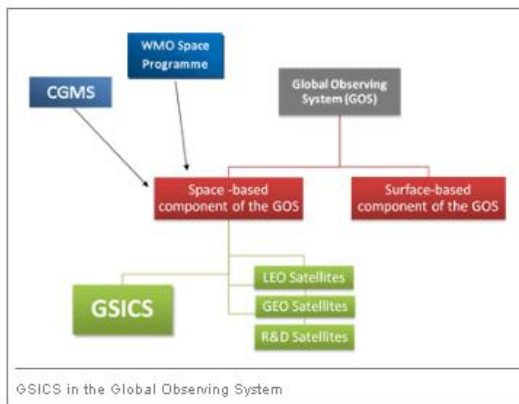 WMO Space
Programme
CGMS
Global Observing
System (GOS)
Space -based
component of the GOS
Surface-based
component of the GOS
GSICS
LEO Satellites
GEO Satellites
R&D Satellites
GSICS in the Global Observing System